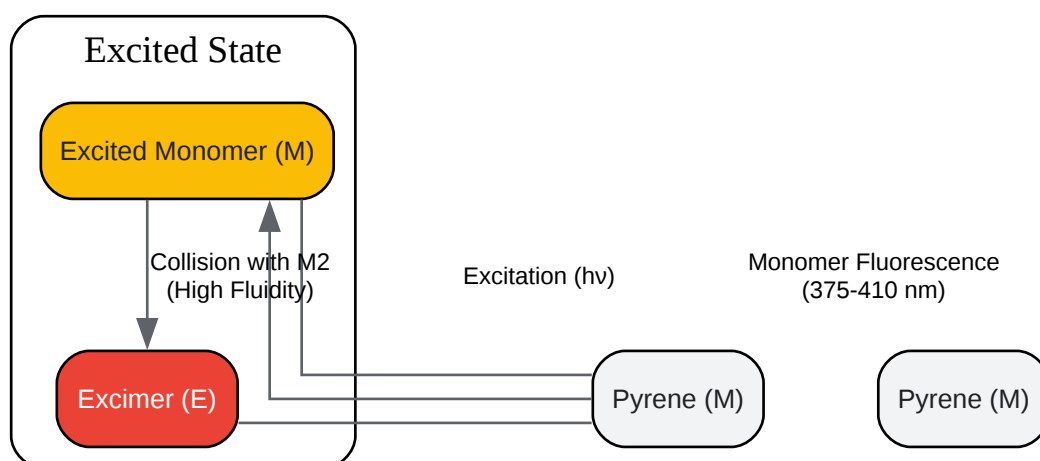 Excited State
Excited Monomer (M)
Collision with M2
(High Fluidity)
Excitation (hν)
Monomer Fluorescence
(375-410 nm)
Excimer (E)
Pyrene (M)
Pyrene (M)